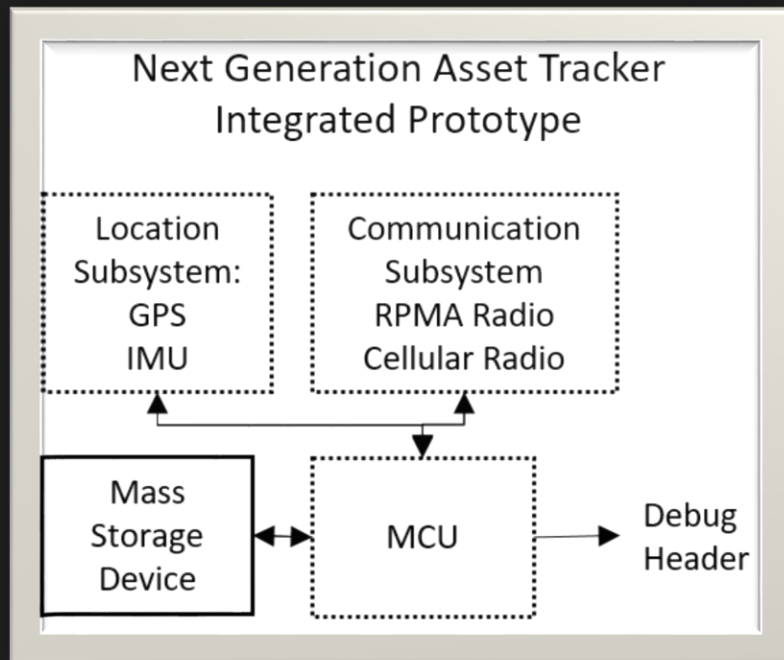 Next Generation Asset Tracker
Integrated Prototype
Location
Subsystem:
GPS
IMU
Communication
Subsystem
RPMA Radio
Cellular Radio
Mass
Storage
Device
MCU
Debug
Header